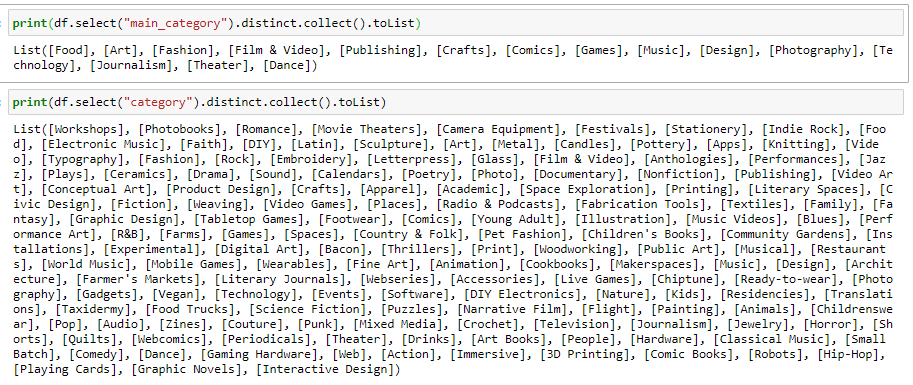 print(df.select("main_category").distinct.collect().toList)
List([Food], [Art], [Fashion], [Film & Video], [Publishing], [Crafts], [Comics], [Games], [Music], [Design], [Photography], [Te
chnology], [Journalism], [Theater], [Dance])
print(df.select("category").distinct.collect().toList)
List([Workshops], [Photobooks], [Romance], [Movie Theaters], [Camera Equipment], [Festivals], [Stationery], [Indie Rock], [Foo
d], [Electronic Music], [Faith], [DIY], [Latin], [Sculpture], [Art], [Metal], [Candles], [Pottery], [Apps], [Knitting], [Vide
o], [Typography], [Fashion], [Rock], [Embroidery], [Letterpress], [Glass], [Film & Video], [Anthologies], [Performances], [Jaz
z], [Plays], [Ceramics], [Drama], [Sound], [Calendars], [Poetry], [Photo], [Documentary], [Nonfiction], [Publishing], [Video Ar
t], [Conceptual Art], [Product Design], [Crafts], [Apparel], [Academic], [Space Exploration], [Printing], [Literary Spaces], [C
ivic Design], [Fiction], [Weaving], [Video Games], [Places], [Radio & Podcasts], [Fabrication Tools], [Textiles], [Family], [Fa
ntasy], [Graphic Design], [Tabletop Games], [Footwear], [Comics], [Young Adult], [Illustration], [Music Videos], [Blues], [Perf
ormance Art], [R&B], [Farms], [Games], [Spaces], [Country & Folk], [Pet Fashion], [Children's Books], [Community Gardens], [Ins
tallations], [Experimental], [Digital Art], [Bacon], [Thrillers], [Print], [Woodworking], [Public Art], [Musical], [Restaurant
s], [World Music], [Mobile Games], [Wearables], [Fine Art], [Animation], [Cookbooks], [Makerspaces], [Music], [Design], [Archit
ecture], [Farmer's Markets], [Literary Journals], [Webseries], [Accessories], [Live Games], [Chiptune], [Ready-to-wear], [Photo
graphy], [Gadgets], [Vegan], [Technology], [Events], [Software], [DIY Electronics], [Nature], [Kids], [Residencies], [Translati
ons], [Taxidermy], [Food Trucks], [Science Fiction], [Puzzles], [Narrative Film], [Flight], [Painting], [Animals], [Childrenswe
ar], [Pop], [Audio], [Zines], [Couture], [Punk], [Mixed Media], [Crochet], [Television], [Journalism], [Jewelry], [Horror], [Sh
orts], [Quilts], [Webcomics], [Periodicals], [Theater], [Drinks], [Art Books], [People], [Hardware], [Classical Music], [Small
Batch], [Comedy], [Dance], [Gaming Hardware], [Web], [Action], [Immersive], [3D Printing], [Comic Books], [Robots], [Hip-Hop],
[Playing Cards], [Graphic Novels], [Interactive Design])